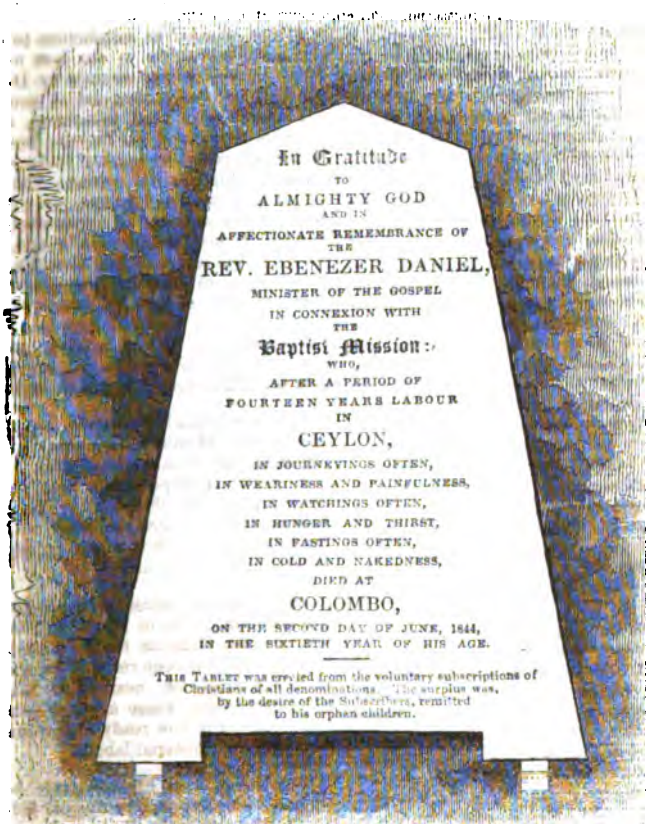 In Gratitude
TO
ALMIGHTY GOD
AND IN
AFFECTIONATE REMEMBRANCE OF
THE
REV. EBENEZER DANIEL,
MINISTER OF THE GOSPEL
IN CONNEXION WITH
THE
Baptist Mission:
WHO,
AFTER A PERIOD OF
FOURTEEN YEARS LABOUR
IN
CEYLON,
IN JOURNEYINGS OFTEN,
IN WEARINESS AND PAINFULNESS,
IN WATCHINGS OFTEN,
IN HUNGER AND THIRST,
IN FASTINGS OFTEN,
IN COLD AND NAKEDNESS,
DIED AT
COLOMBO,
ON THE SECOND DAY OF JUNE, 1844,
IN THE SIXTIETH YEAR OF HIS AGE.
THIS TABLET was erected from the voluntary subscriptions of
Christians of all denominations. The surplus was,
by the desire of the Subscribers, remitted
to his orphan children.